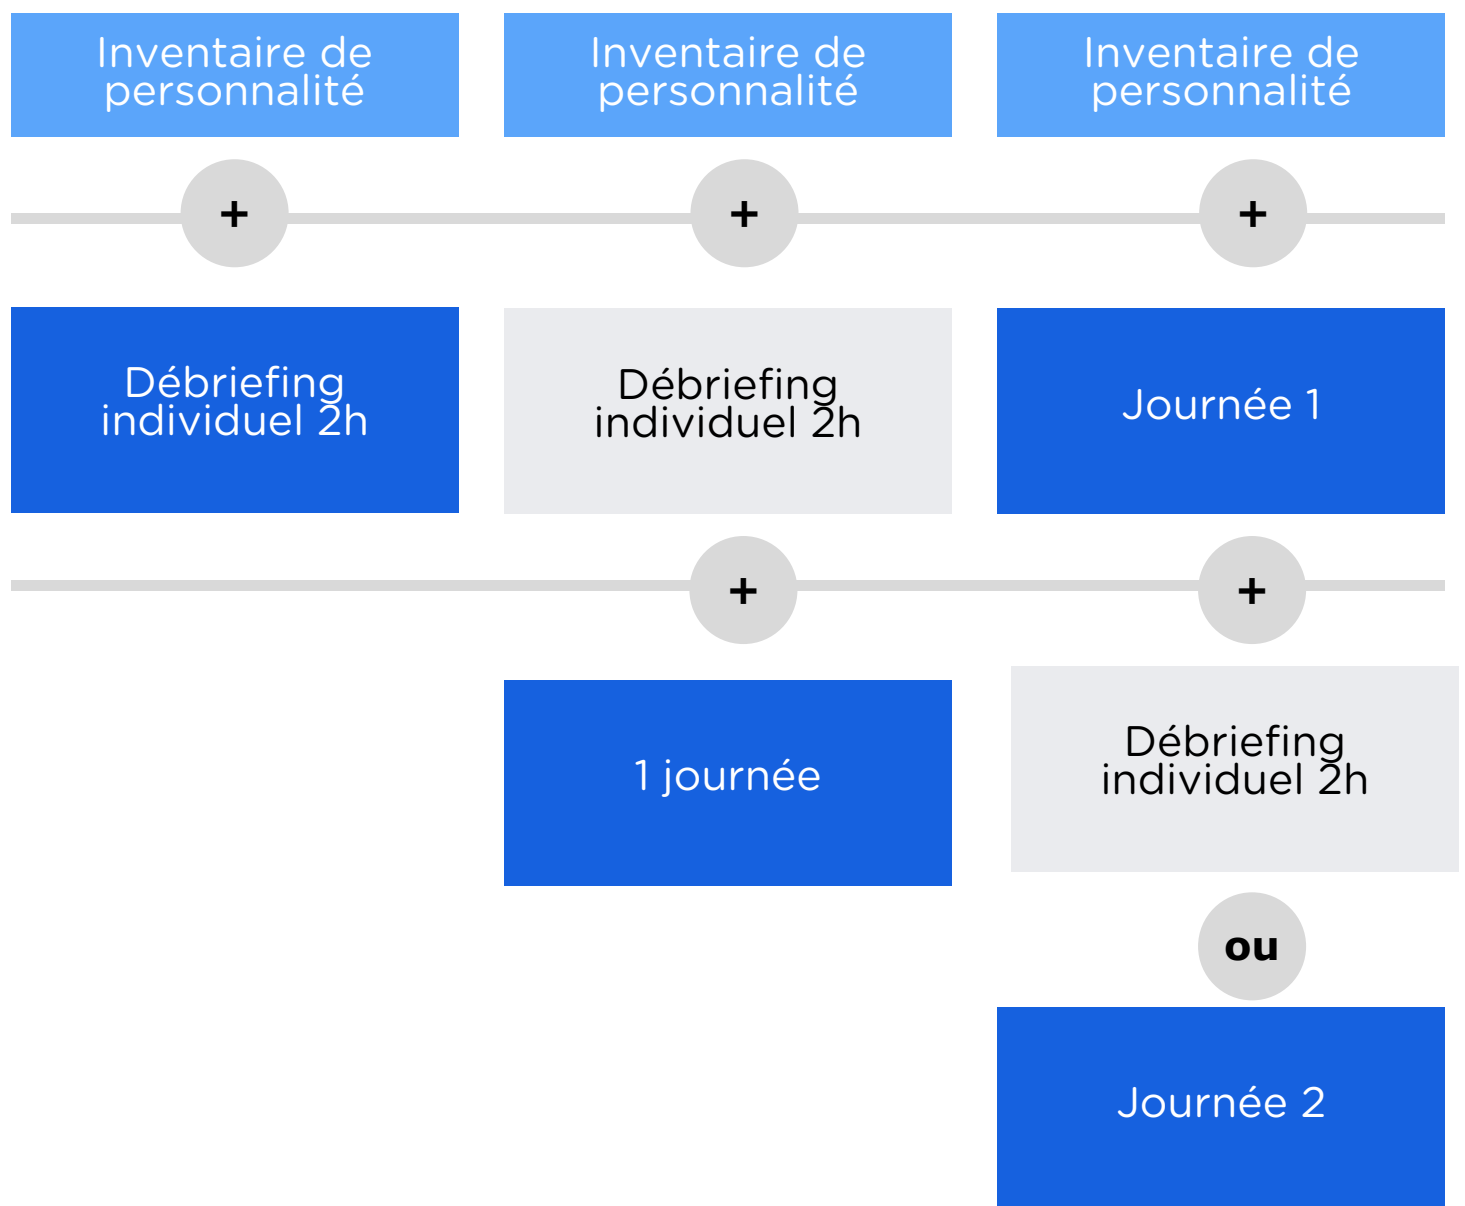 Inventaire de
personnalité
Inventaire de
personnalité
Inventaire de
personnalité
+
+
+
Débriefing
individuel 2h
Débriefing
individuel 2h
Journée 1
+
+
1 journée
Débriefing
individuel 2h
ou
Journée 2